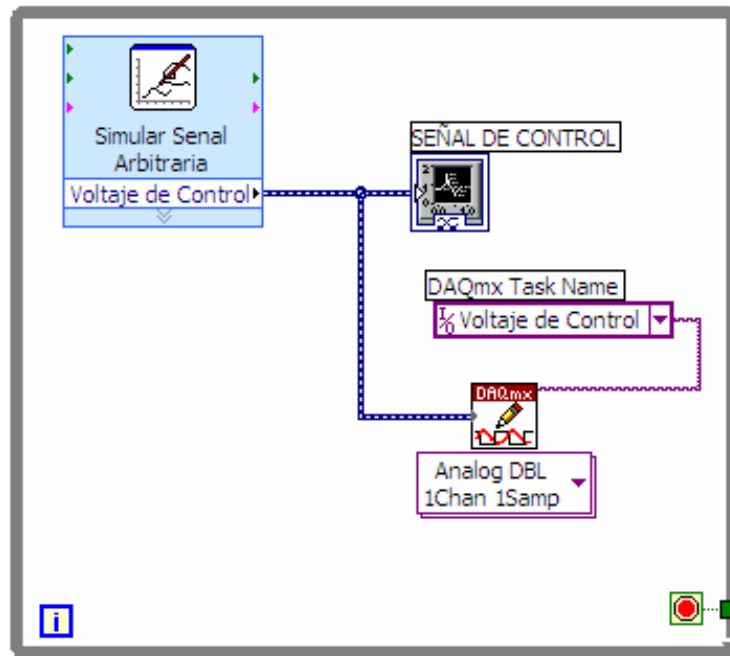 Simular Senal
Arbitraria
Voltaje de Control
SEÑAL DE CONTROL
DAQmx Task Name
I/O Voltaje de Control
DAQmx
Analog DBL
1Chan 1Samp
i